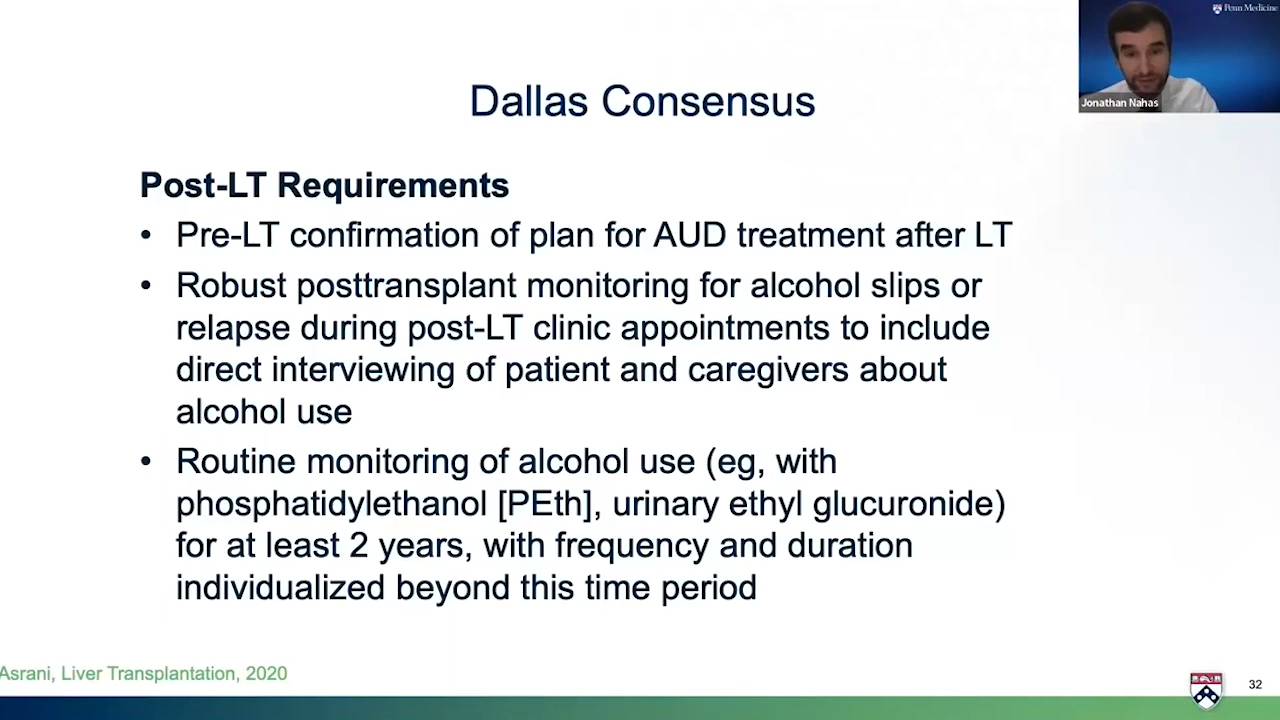 Penn Medicine
Jonathan Nahas
Dallas Consensus
Post-LT Requirements
• Pre-LT confirmation of plan for AUD treatment after LT
• Robust posttransplant monitoring for alcohol slips or
relapse during post-LT clinic appointments to include
direct interviewing of patient and caregivers about
alcohol use
• Routine monitoring of alcohol use (eg, with
phosphatidylethanol [PEth], urinary ethyl glucuronide)
for at least 2 years, with frequency and duration
individualized beyond this time period
Asrani, Liver Transplantation, 2020
32